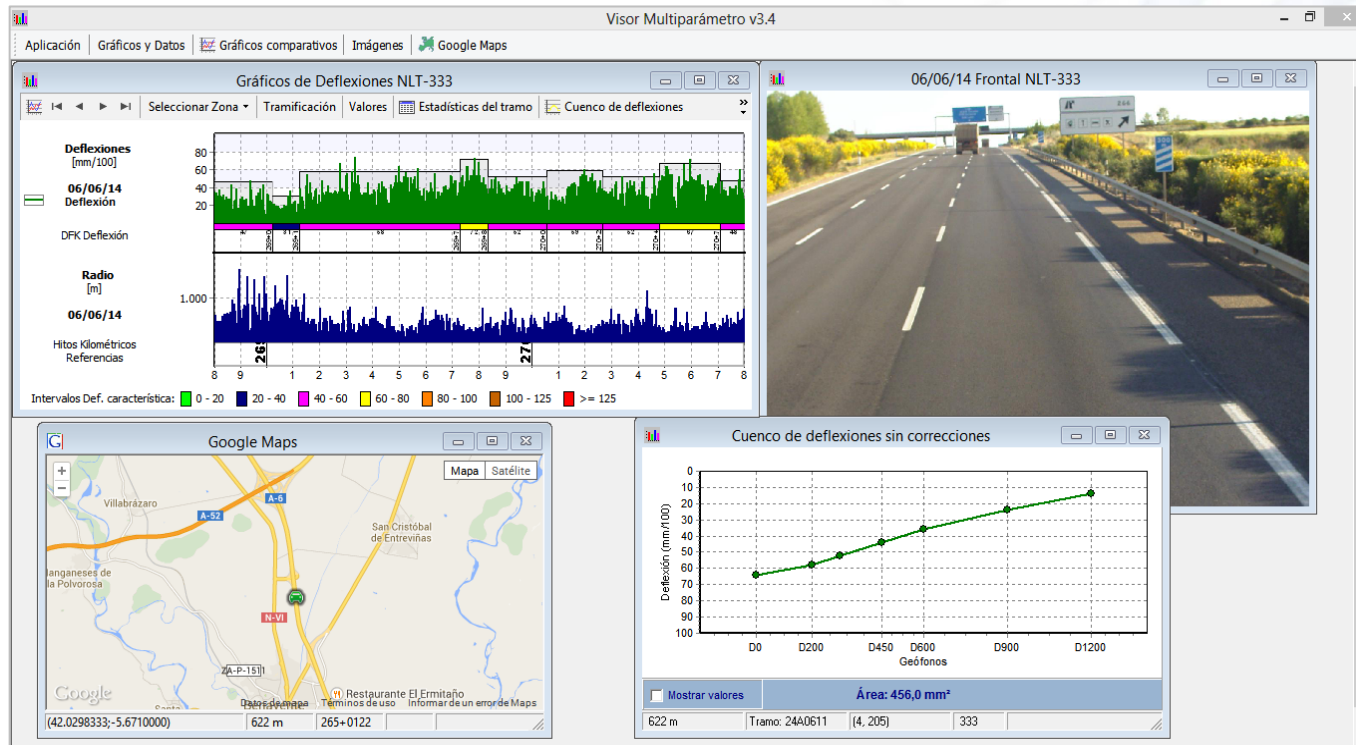 Visor Multiparámetro v3.4
Aplicación Gráficos y Datos Gráficos comparativos Imágenes Google Maps
Gráficos de Deflexiones NLT-333
Seleccionar Zona Tramificación Valores Estadísticas del tramo Cuenco de deflexiones »
Deflexiones
[mm/100]
06/06/14
Deflexión
80
60
40
20
DFK Deflexión
Radio
[m]
06/06/14
1.000
Hitos Kilométricos
Referencias
8 9 1 2 3 4 5 6 7 8 9 1 2 3 4 5 6 7 8
Intervalos Def. característica: 0 - 20 20 - 40 40 - 60 60 - 80 80 - 100 100 - 125 >= 125
06/06/14 Frontal NLT-333
Google Maps
+
−
Mapa Satélite
A-6
Villabrázaro
A-52
San Cristóbal
de Entreviñas
la Polvorosa
N-VI
ZA-P-1511
Restaurante El Ermitaño
Google
Datos de mapa Términos de uso Informar de un error de Maps
(42.0298333;-5.6710000) 622 m 265+0122
Cuenco de deflexiones sin correcciones
Deflexión (mm/100)
0
10
20
30
40
50
60
70
80
90
100
D0 D200 D450 D600 D900 D1200
Geófonos
Mostrar valores Área: 456,0 mm²
622 m Tramo: 24A0611 (4, 205) 333